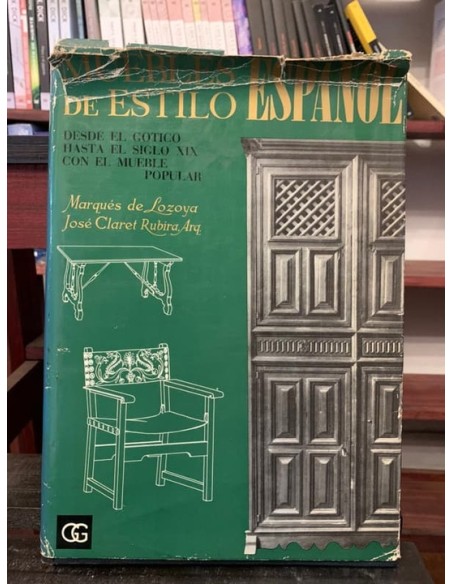 MUEBLES
DE ESTILO ESPAÑOL
DESDE EL GOTICO
HASTA EL SIGLO XIX
CON EL MUEBLE
POPULAR
Marqués de Lozoya
José Claret Rubira, Arq.
GG